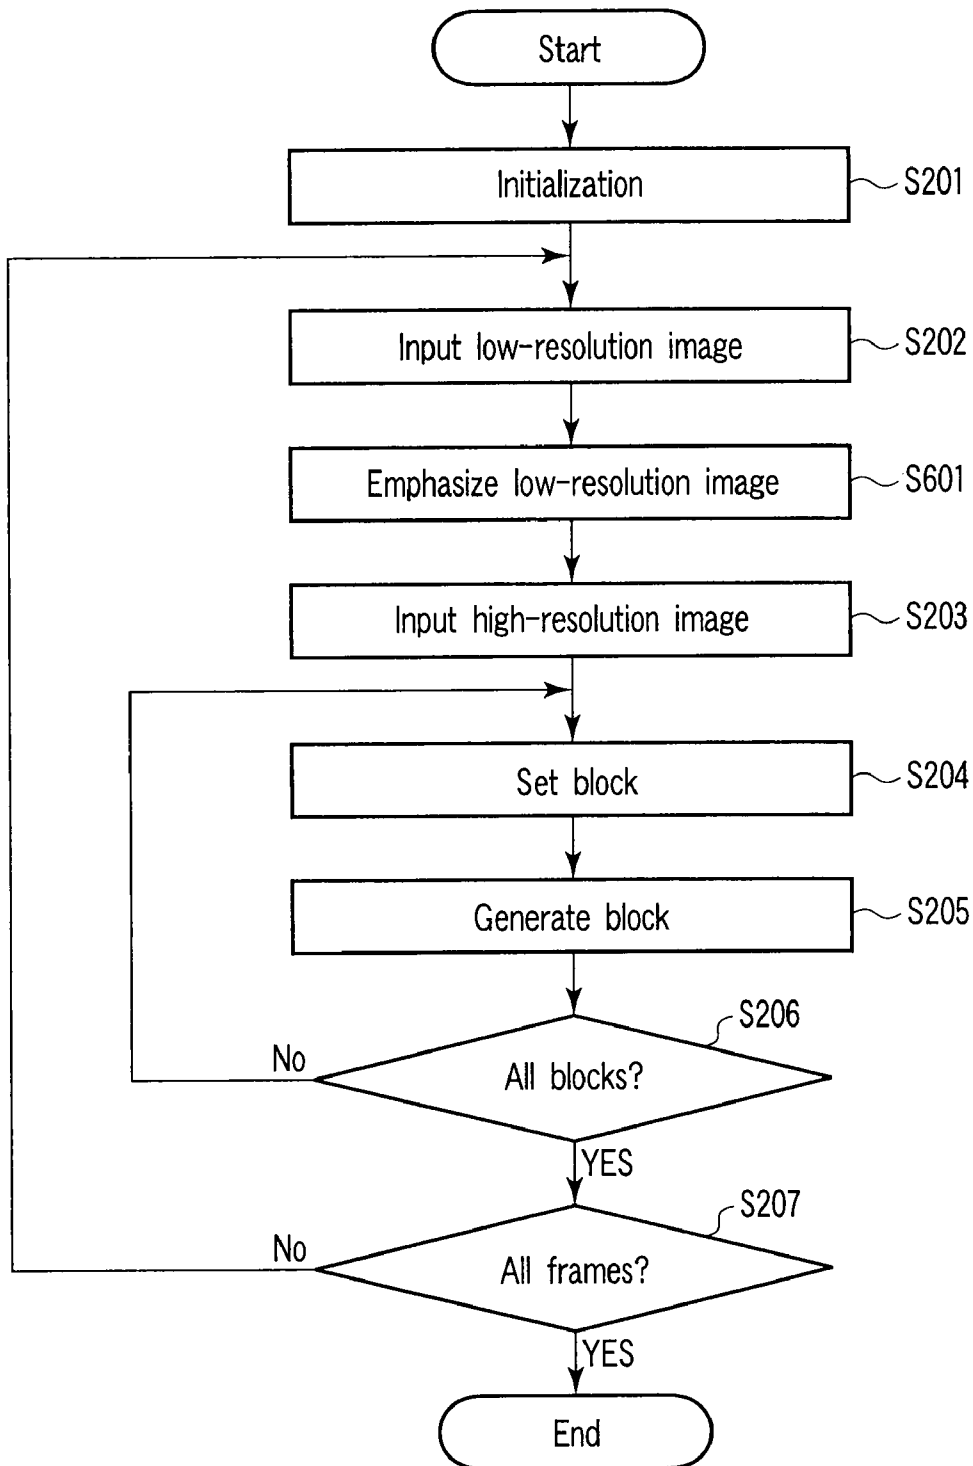 Start
Initialization
S201
Input low-resolution image
S202
Emphasize low-resolution image
S601
Input high-resolution image
S203
Set block
S204
Generate block
S205
S206
No
All blocks?
YES
S207
No
All frames?
YES
End